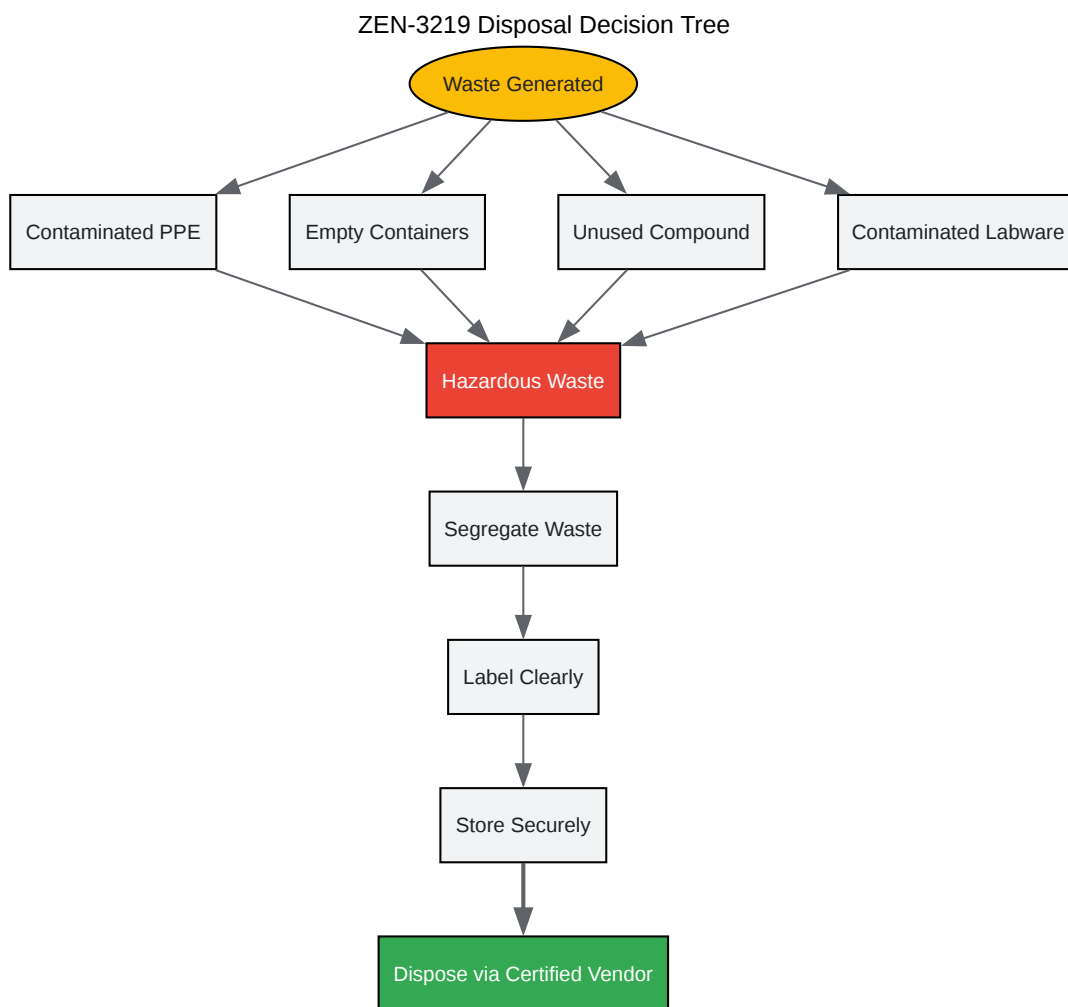 ZEN-3219 Disposal Decision Tree
Waste Generated
Contaminated PPE
Empty Containers
Unused Compound
Contaminated Labware
Hazardous Waste
Segregate Waste
Label Clearly
Store Securely
Dispose via Certified Vendor